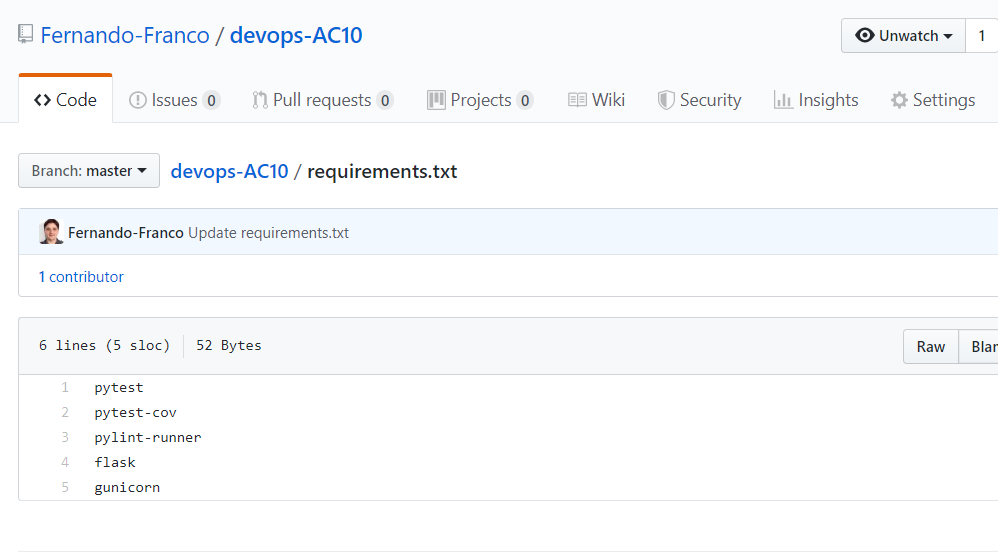 Fernando-Franco / devops-AC10
Unwatch 1
Code Issues 0 Pull requests 0 Projects 0 Wiki Security Insights Settings
Branch: master devops-AC10 / requirements.txt
Fernando-Franco Update requirements.txt
1 contributor
6 lines (5 sloc) 52 Bytes Raw
1 pytest
2 pytest-cov
3 pylint-runner
4 flask
5 gunicorn